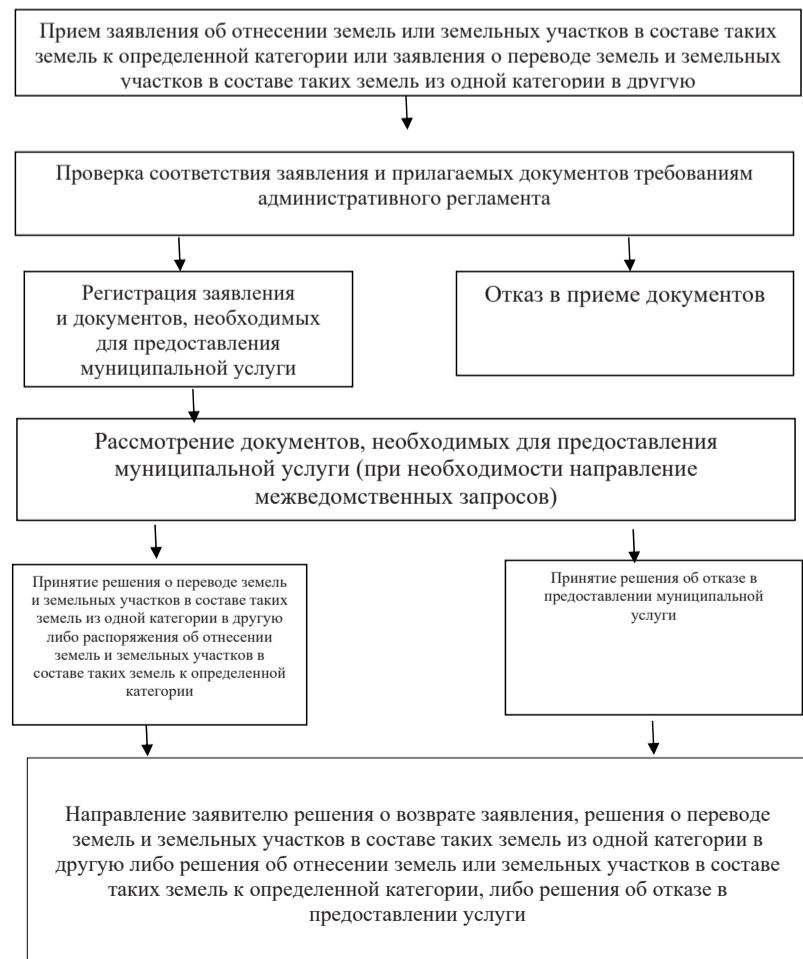 Прием заявления об отнесении земель или земельных участков в составе таких
земель к определенной категории или заявления о переводе земель и земельных
участков в составе таких земель из одной категории в другую
Проверка соответствия заявления и прилагаемых документов требованиям
административного регламента
Регистрация заявления
и документов, необходимых
для предоставления
муниципальной услуги
Отказ в приеме документов
Рассмотрение документов, необходимых для предоставления
муниципальной услуги (при необходимости направление
межведомственных запросов)
Принятие решения о переводе земель
и земельных участков в составе таких
земель из одной категории в другую
либо распоряжения об отнесении
земель и земельных участков в
составе таких земель к определенной
категории
Принятие решения об отказе в
предоставлении муниципальной
услуги
Направление заявителю решения о возврате заявления, решения о переводе
земель и земельных участков в составе таких земель из одной категории в
другую либо решения об отнесении земель или земельных участков в составе
таких земель к определенной категории, либо решения об отказе в
предоставлении услуги